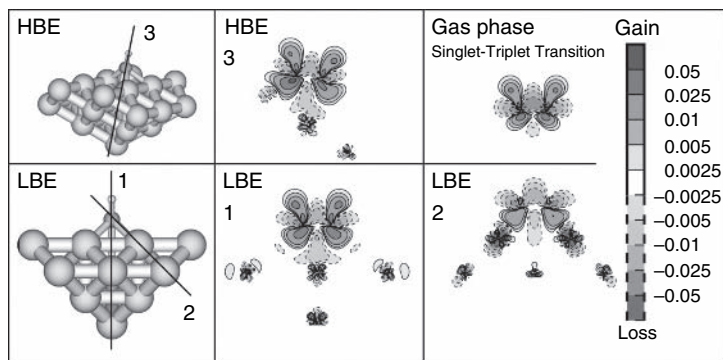 HBE
3
HBE
3
Gas phase
Singlet-Triplet Transition
Gain
0.05
0.025
0.01
0.005
0.0025
−0.0025
−0.005
−0.01
−0.025
−0.05
Loss
LBE
1
2
LBE
1
LBE
2